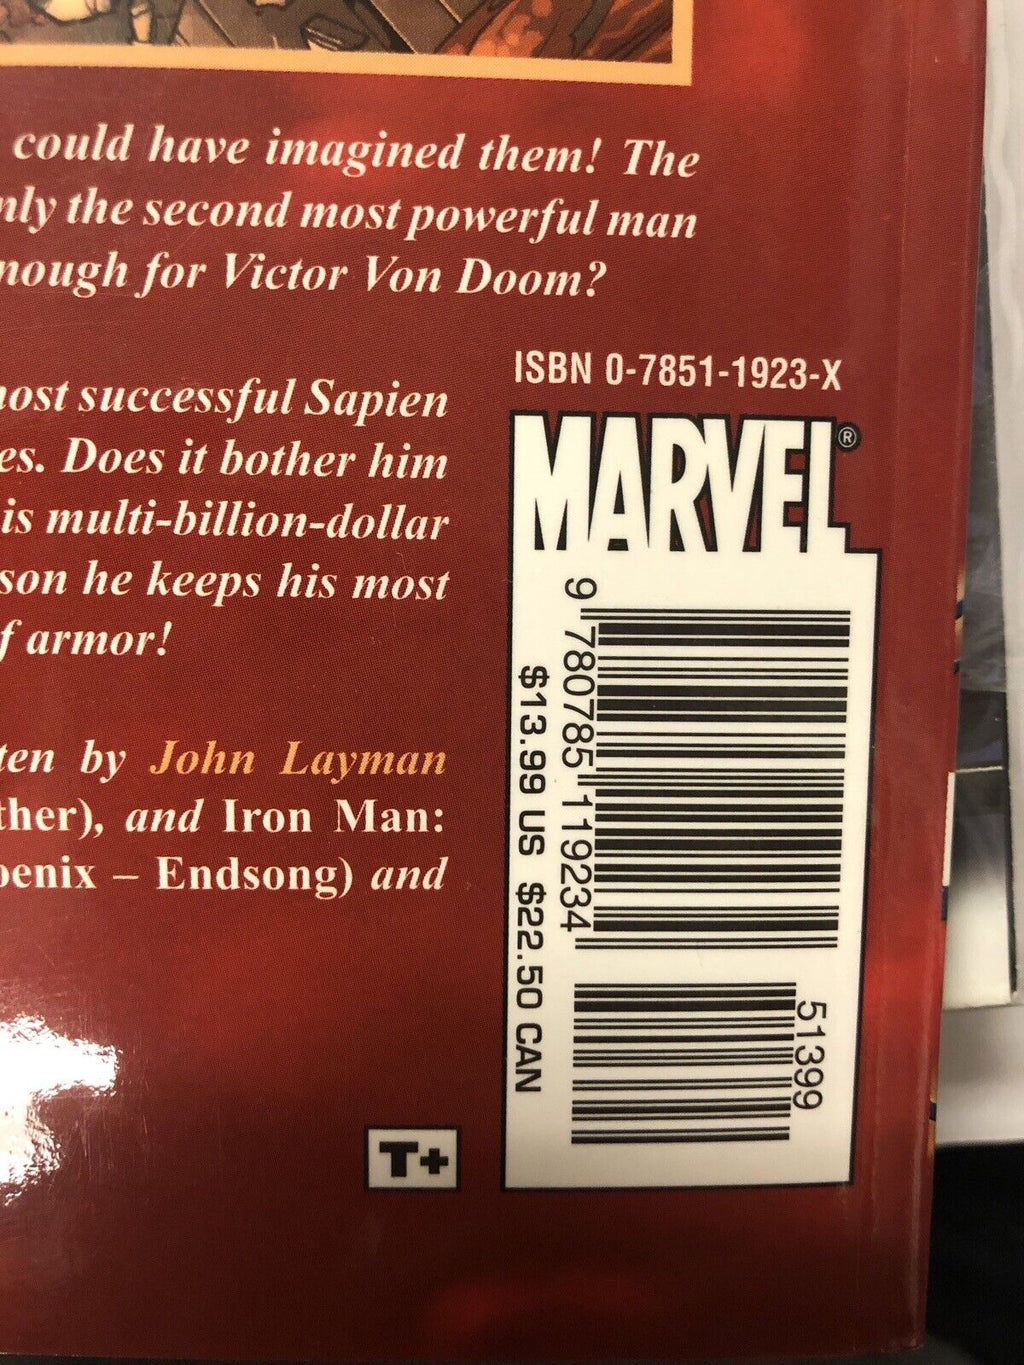 could have imagined them! The
nly the second most powerful man
nough for Victor Von Doom?
ISBN 0-7851-1923-X
MARVEL®
ost successful Sapien
es. Does it bother him
is multi-billion-dollar
son he keeps his most
f armor!
ten by John Layman
ther), and Iron Man:
oenix – Endsong) and
9 780785 119234
$13.99 US $22.50 CAN
51399
T+